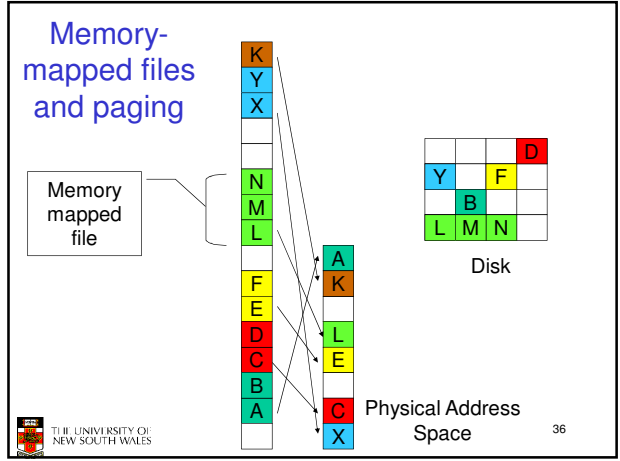 Memory-
mapped files
and paging
Memory
mapped
file
K
Y
X
N
M
L
F
E
D
C
B
A
A
K
L
E
C
X
Physical Address
Space
D
Y F
B
L M N
Disk
THE UNIVERSITY OF
NEW SOUTH WALES
36